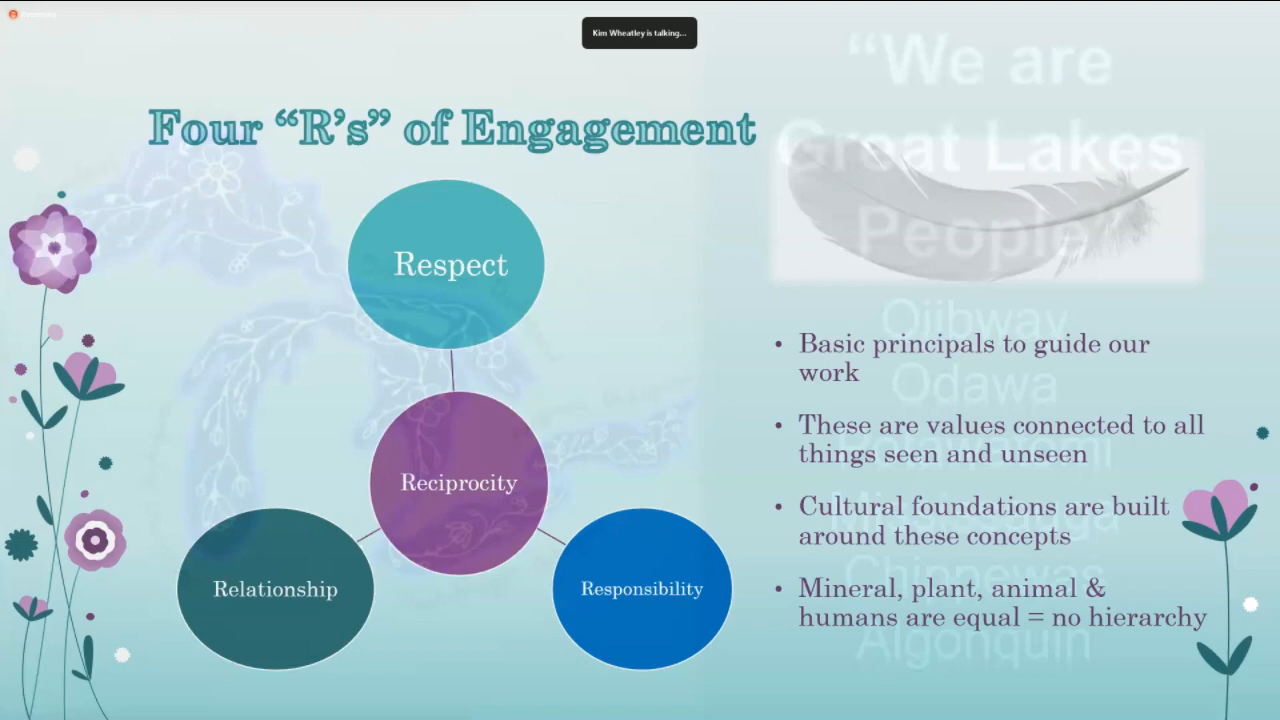 Kim Wheatley is talking...
“We are
Great Lakes
People”
Four “R’s” of Engagement
Respect
Reciprocity
Relationship
Responsibility
• Basic principals to guide our
work
• These are values connected to all
things seen and unseen
• Cultural foundations are built
around these concepts
• Mineral, plant, animal &
humans are equal = no hierarchy
Ojibway
Odawa
Potawatomi
Mississauga
Chippewas
Algonquin